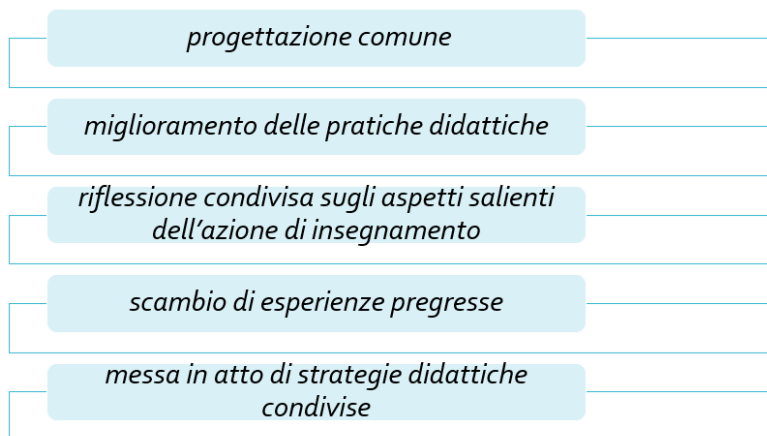 progettazione comune
miglioramento delle pratiche didattiche
riflessione condivisa sugli aspetti salienti
dell’azione di insegnamento
scambio di esperienze pregresse
messa in atto di strategie didattiche
condivise